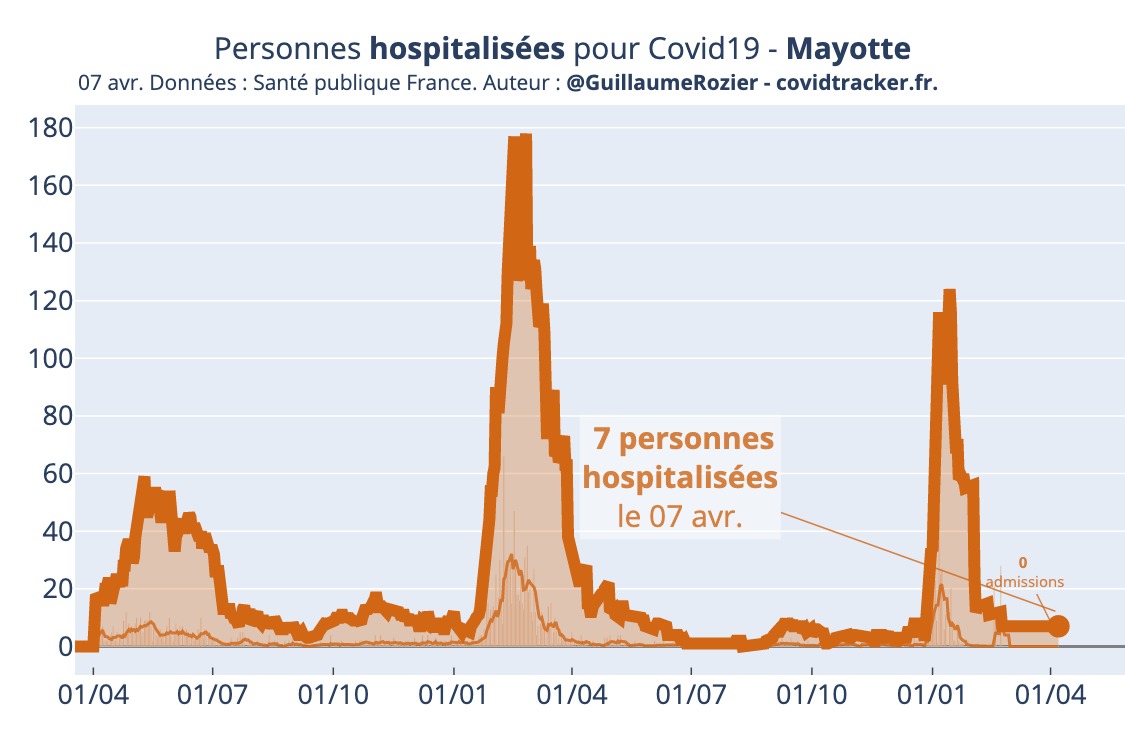 Personnes hospitalisées pour Covid19 - Mayotte
07 avr. Données : Santé publique France. Auteur : @GuillaumeRozier - covidtracker.fr.
180
160
140
120
100
80
60
40
20
0
7 personnes
hospitalisées
le 07 avr.
0
admissions
01/04 01/07 01/10 01/01 01/04 01/07 01/10 01/01 01/04